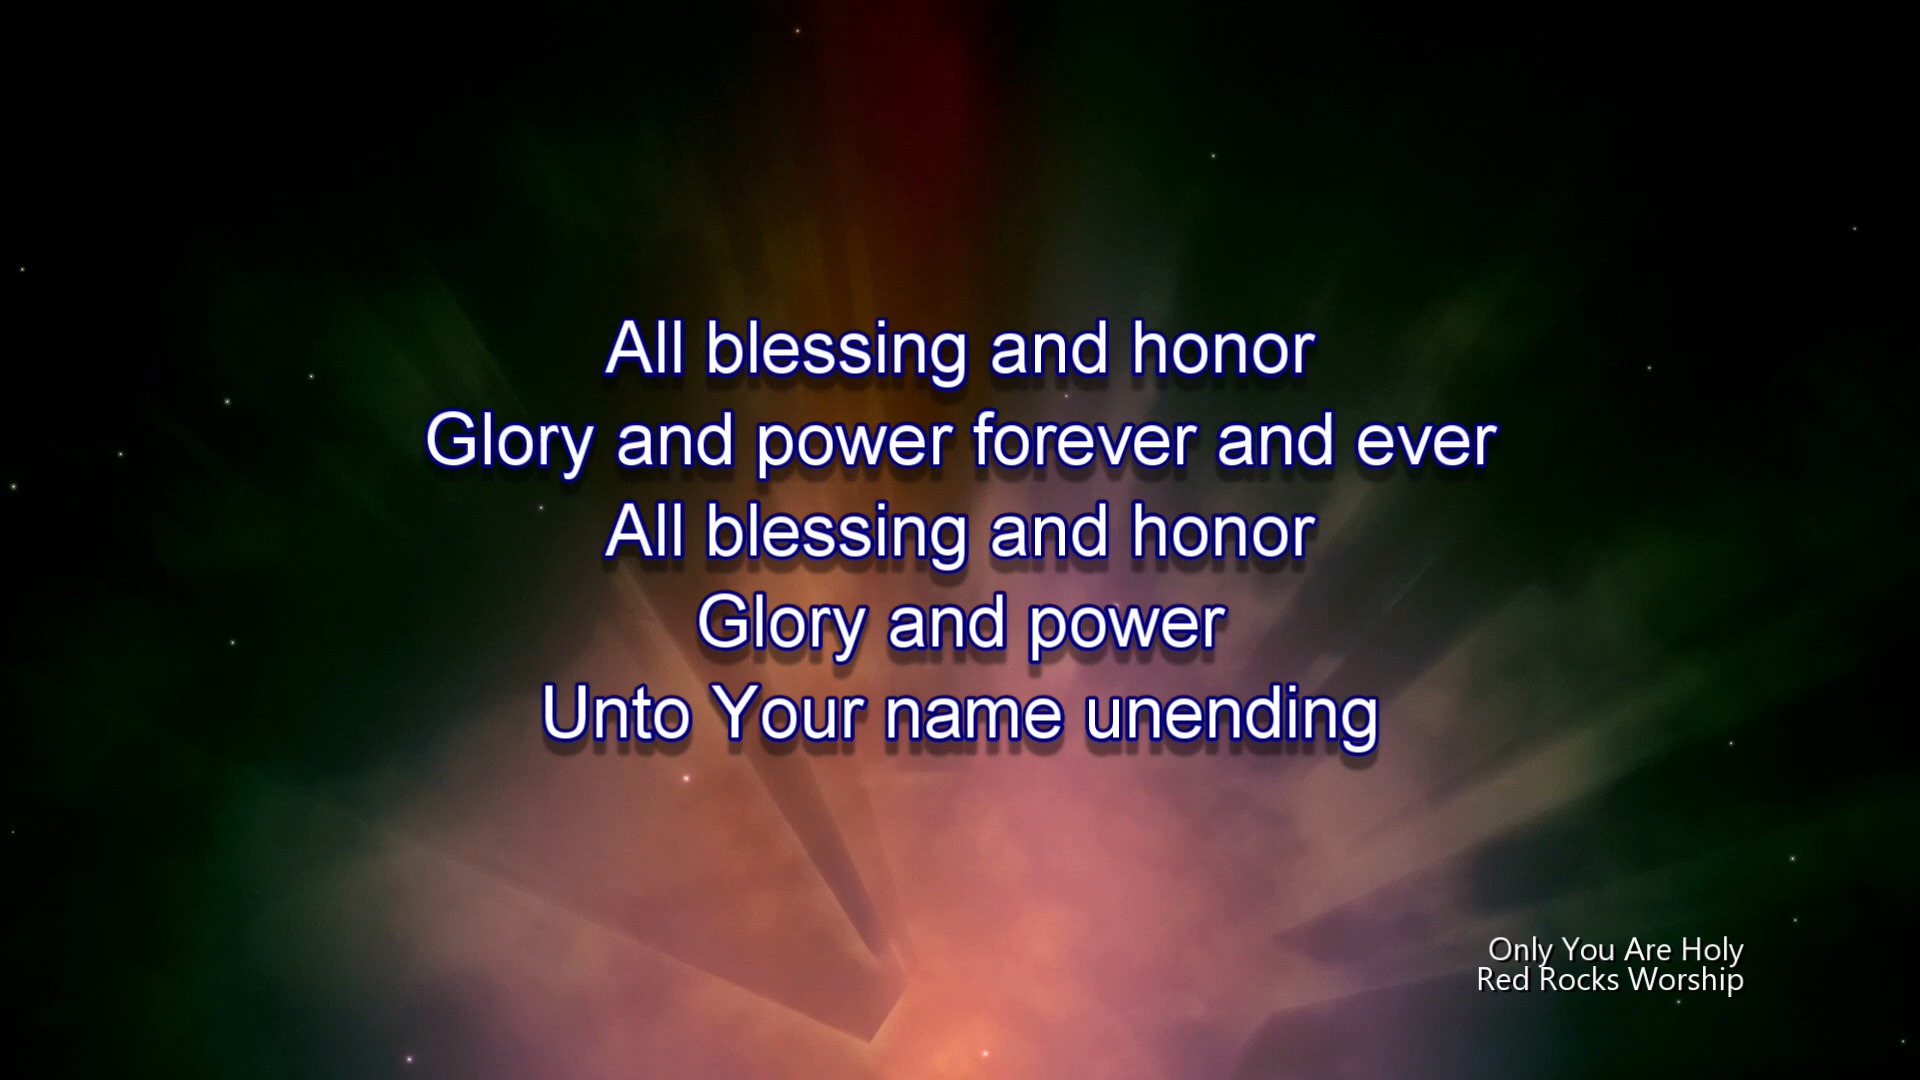 All blessing and honor
Glory and power forever and ever
All blessing and honor
Glory and power
Unto Your name unending
Only You Are Holy
Red Rocks Worship